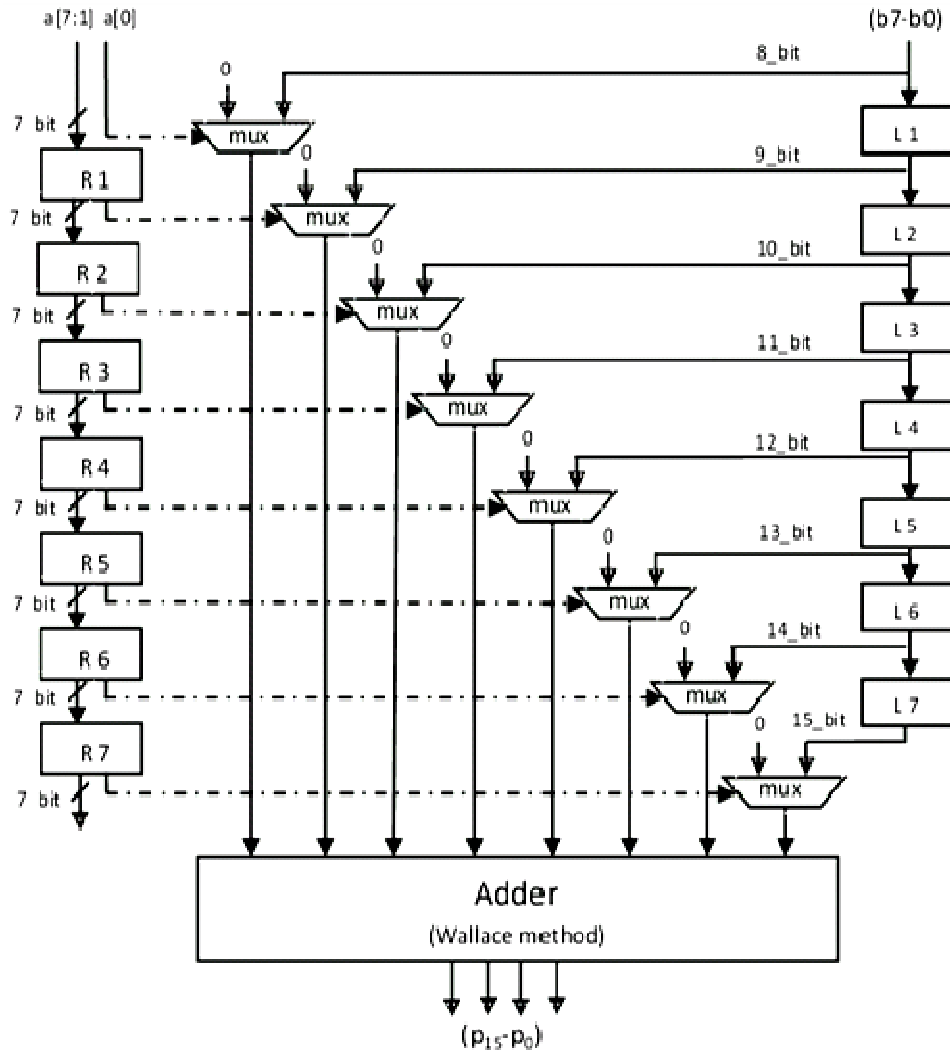 a[7:1] a[0] (b7-b0)
8_bit
0
7 bit mux L 1
9_bit
0
R 1
7 bit mux L 2
10_bit
0
R 2
7 bit mux L 3
11_bit
0
R 3
7 bit mux L 4
12_bit
0
R 4
7 bit mux L 5
13_bit
0
R 5
7 bit mux L 6
14_bit
0
R 6
7 bit mux L 7
15_bit
0
R 7
7 bit mux
Adder
(Wallace method)
(p15-p0)